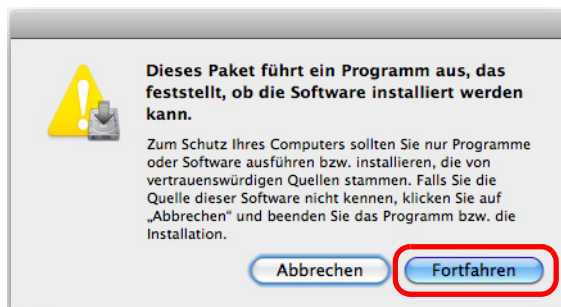 Dieses Paket führt ein Programm aus, das
feststellt, ob die Software installiert werden
kann.
Zum Schutz Ihres Computers sollten Sie nur Programme
oder Software ausführen bzw. installieren, die von
vertrauenswürdigen Quellen stammen. Falls Sie die
Quelle dieser Software nicht kennen, klicken Sie auf
„Abbrechen“ und beenden Sie das Programm bzw. die
Installation.
Abbrechen Fortfahren